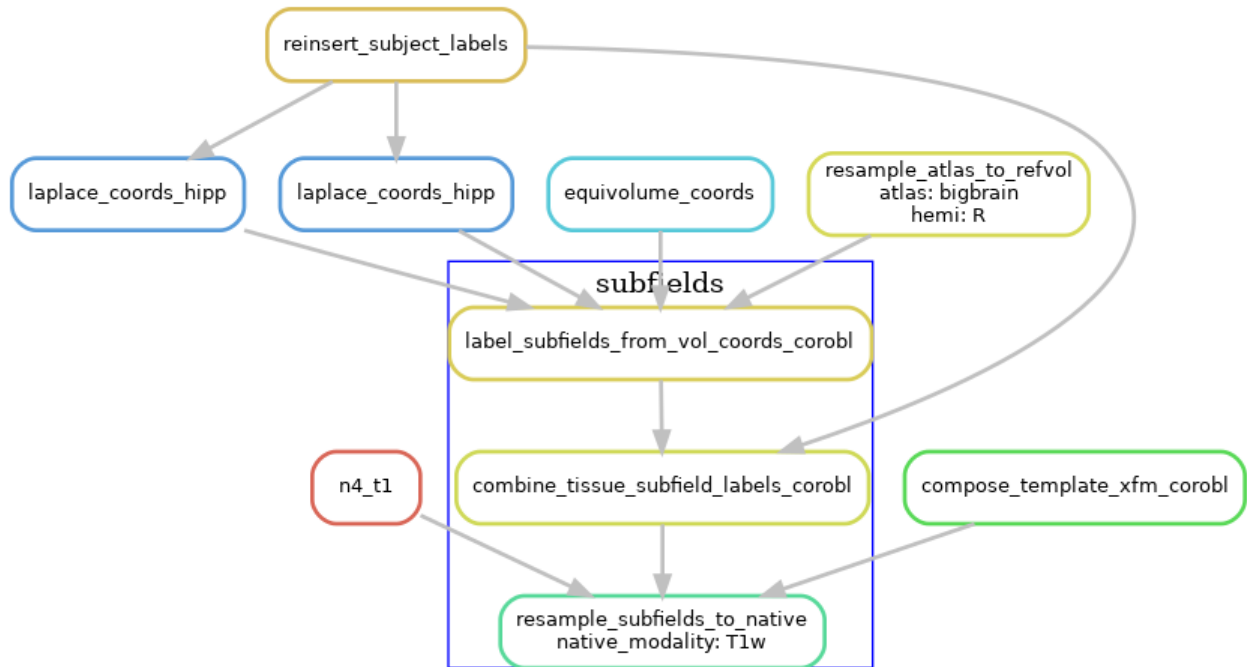 reinsert_subject_labels
laplace_coords_hipp
laplace_coords_hipp
equivolume_coords
resample_atlas_to_refvol
atlas: bigbrain
hemi: R
subfields
label_subfields_from_vol_coords_corobl
n4_t1
combine_tissue_subfield_labels_corobl
compose_template_xfm_corobl
resample_subfields_to_native
native_modality: T1w